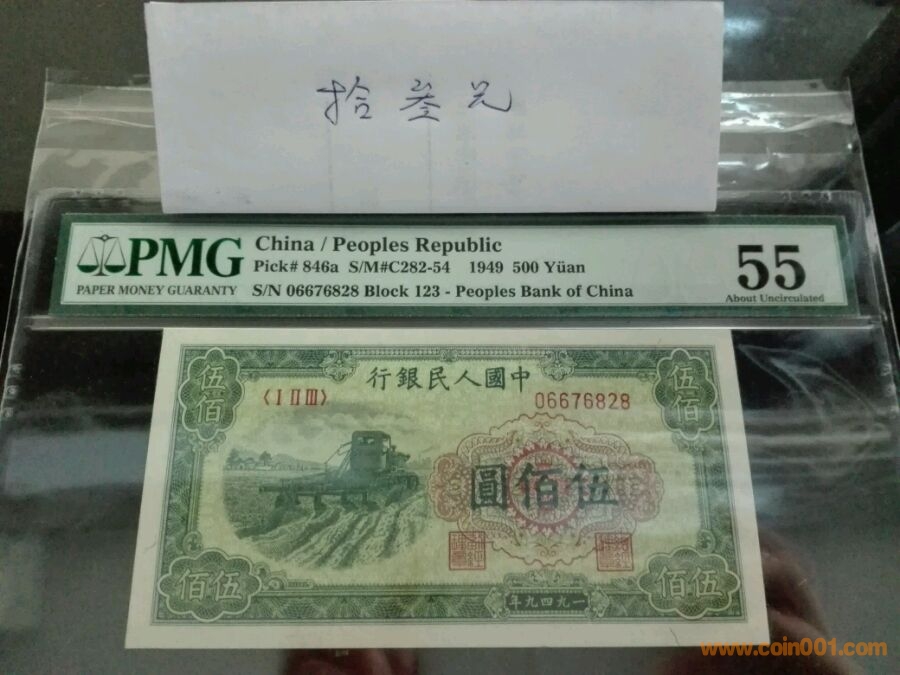 拾叁兄
PMG
PAPER MONEY GUARANTY
China / Peoples Republic
Pick# 846a S/M#C282-54 1949 500 Yüan
S/N 06676828 Block 123 - Peoples Bank of China
55
About Uncirculated
行銀民人國中
伍佰
伍佰
〈I II III〉
06676828
圓佰伍
佰伍
佰伍
年九四九一
www.coin001.com